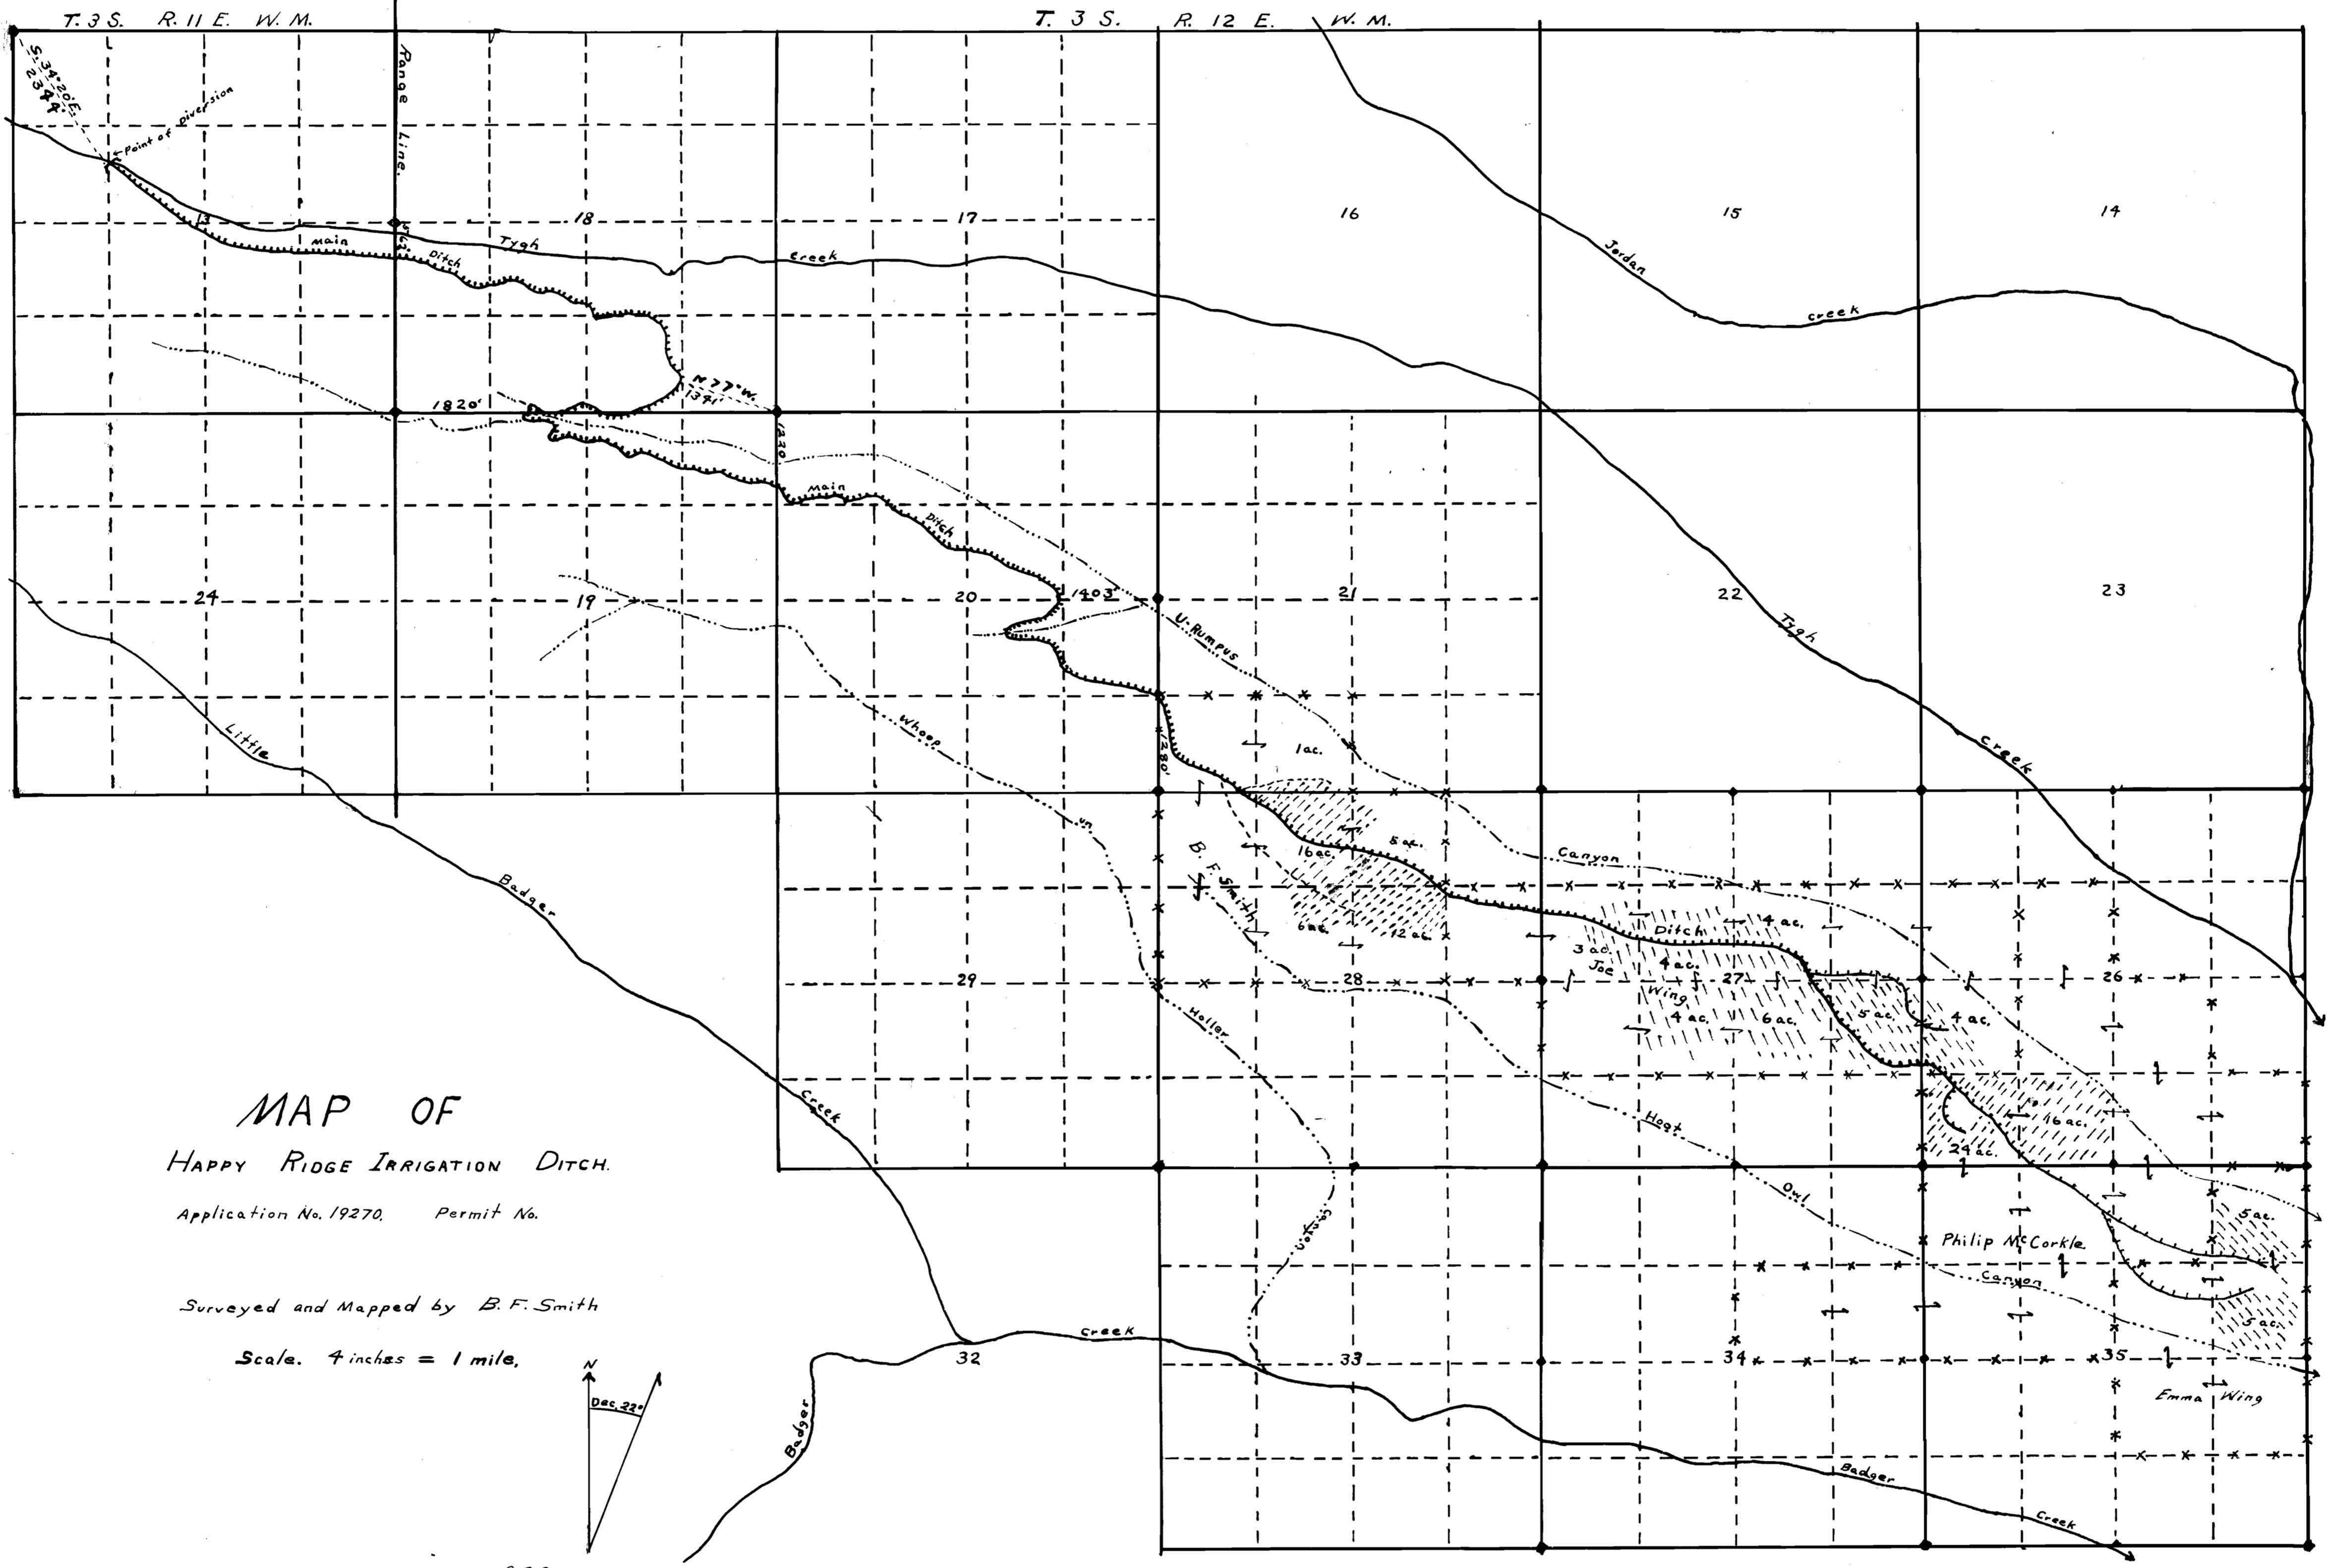 T. 3 S. R. 11 E. W. M.
T. 3 S. R. 12 E. W. M.
S. 34° 20' E.
2344'
Point of Diversion
Range Line.
13
18
17
16
15
14
Main Ditch
Tygh Creek
Jordan Creek
N 77° W.
1371'
1820'
1220'
Main Ditch
24
19
20
1403'
21
22
23
U-Rumpus Canyon
Tygh Creek
Little Badger Creek
Whoop un Holler Canyon
1280'
1 ac.
5 ac.
16 ac.
B. F. Smith
6 ac.
12 ac.
29
28
27
26
Ditch
4 ac.
3 ac.
Joe Wing
4 ac.
4 ac.
6 ac.
5 ac.
4 ac.
16 ac.
24 ac.
Hoot Owl Canyon
Philip McCorkle
5 ac.
5 ac.
32
33
34
35
Emma Wing
Badger Creek
Badger Creek
MAP OF
HAPPY RIDGE IRRIGATION DITCH.
Application No. 19270. Permit No.
Surveyed and Mapped by B. F. Smith
Scale. 4 inches = 1 mile.
N
Dec. 22°